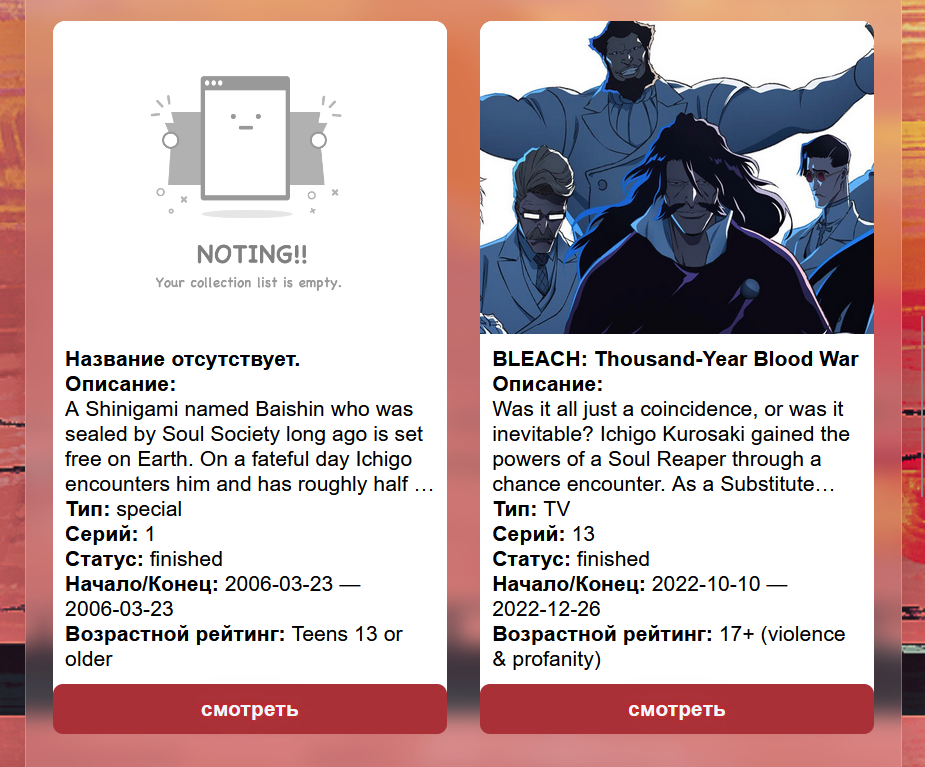 NOTING!!
Your collection list is empty.
Название отсутствует.
Описание:
A Shinigami named Baishin who was
sealed by Soul Society long ago is set
free on Earth. On a fateful day Ichigo
encounters him and has roughly half …
Тип: special
Серий: 1
Статус: finished
Начало/Конец: 2006-03-23 —
2006-03-23
Возрастной рейтинг: Teens 13 or
older
смотреть
BLEACH: Thousand-Year Blood War
Описание:
Was it all just a coincidence, or was it
inevitable? Ichigo Kurosaki gained the
powers of a Soul Reaper through a
chance encounter. As a Substitute…
Тип: TV
Серий: 13
Статус: finished
Начало/Конец: 2022-10-10 —
2022-12-26
Возрастной рейтинг: 17+ (violence
& profanity)
смотреть